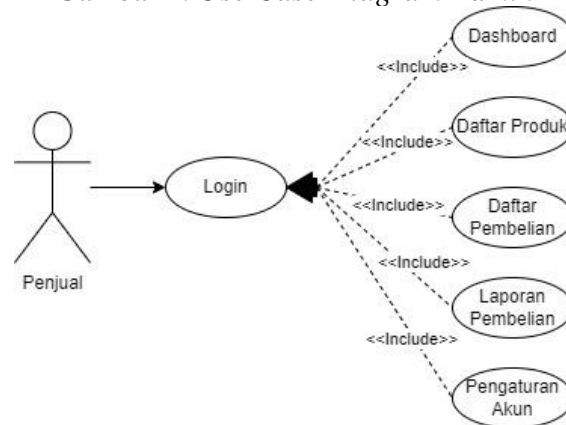 Dashboard
<<Include>>
Daftar Produk
<<Include>>
Login
<<Include>>
Daftar
Pembelian
<<Include>>
Penjual
Laporan
Pembelian
<<Include>>
Pengaturan
Akun